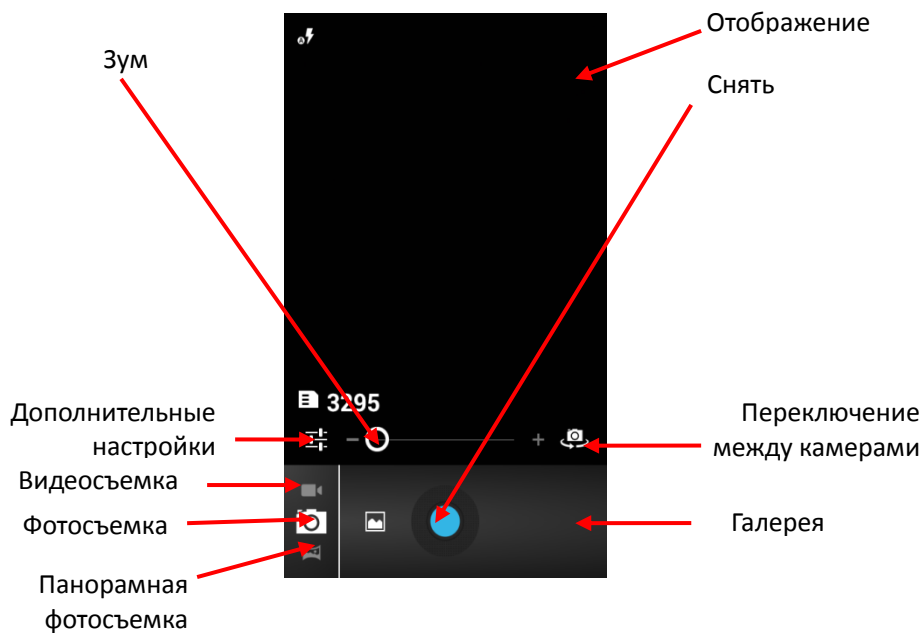 Отображение
Зум
Снять
3295
Дополнительные
настройки
Переключение
между камерами
Видеосъемка
Фотосъемка
Галерея
Панорамная
фотосъемка